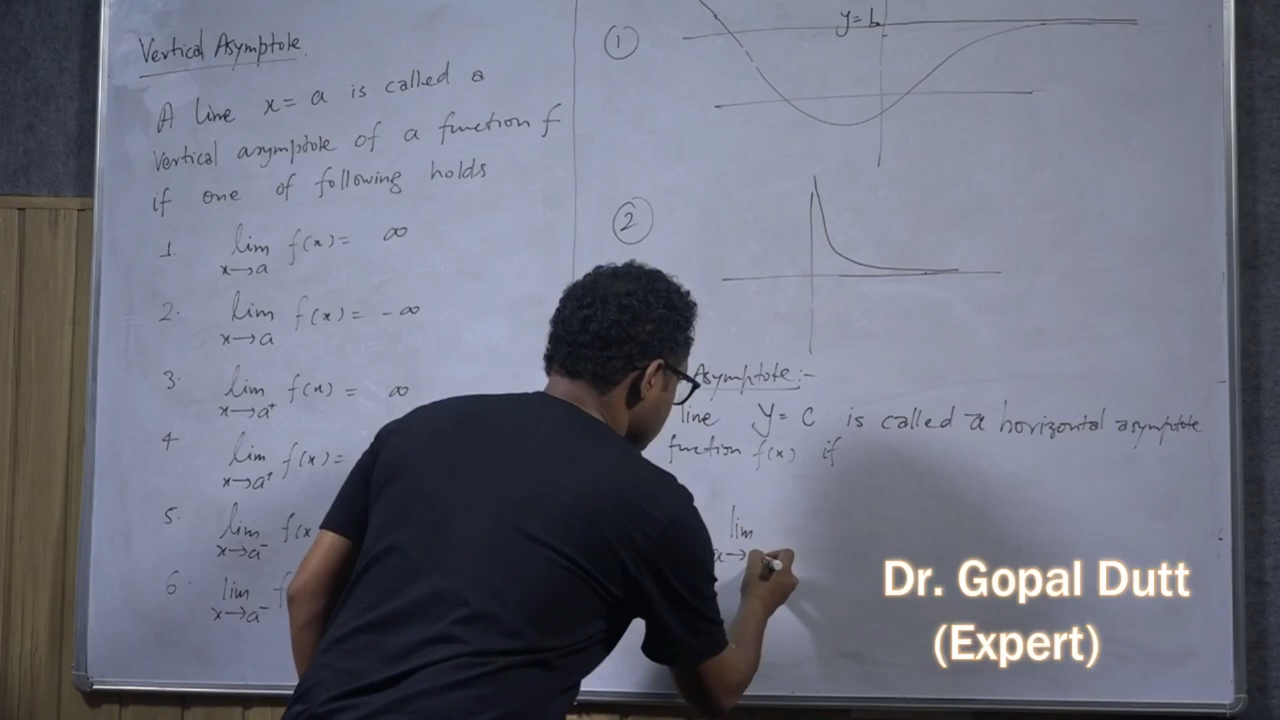 Vertical Asymptote
A line x = a is called a
vertical asymptote of a function f
if one of following holds
1. lim x→a f(x) = ∞
2. lim x→a f(x) = -∞
3. lim x→a⁺ f(x) = ∞
4 lim x→a⁺ f(x) =
5. lim x→a⁻ f(x
6. lim x→a⁻ f
① y = b
②
Asymptote:-
line y = c is called a horizontal asymptote
function f(x) if
lim
Dr. Gopal Dutt
(Expert)